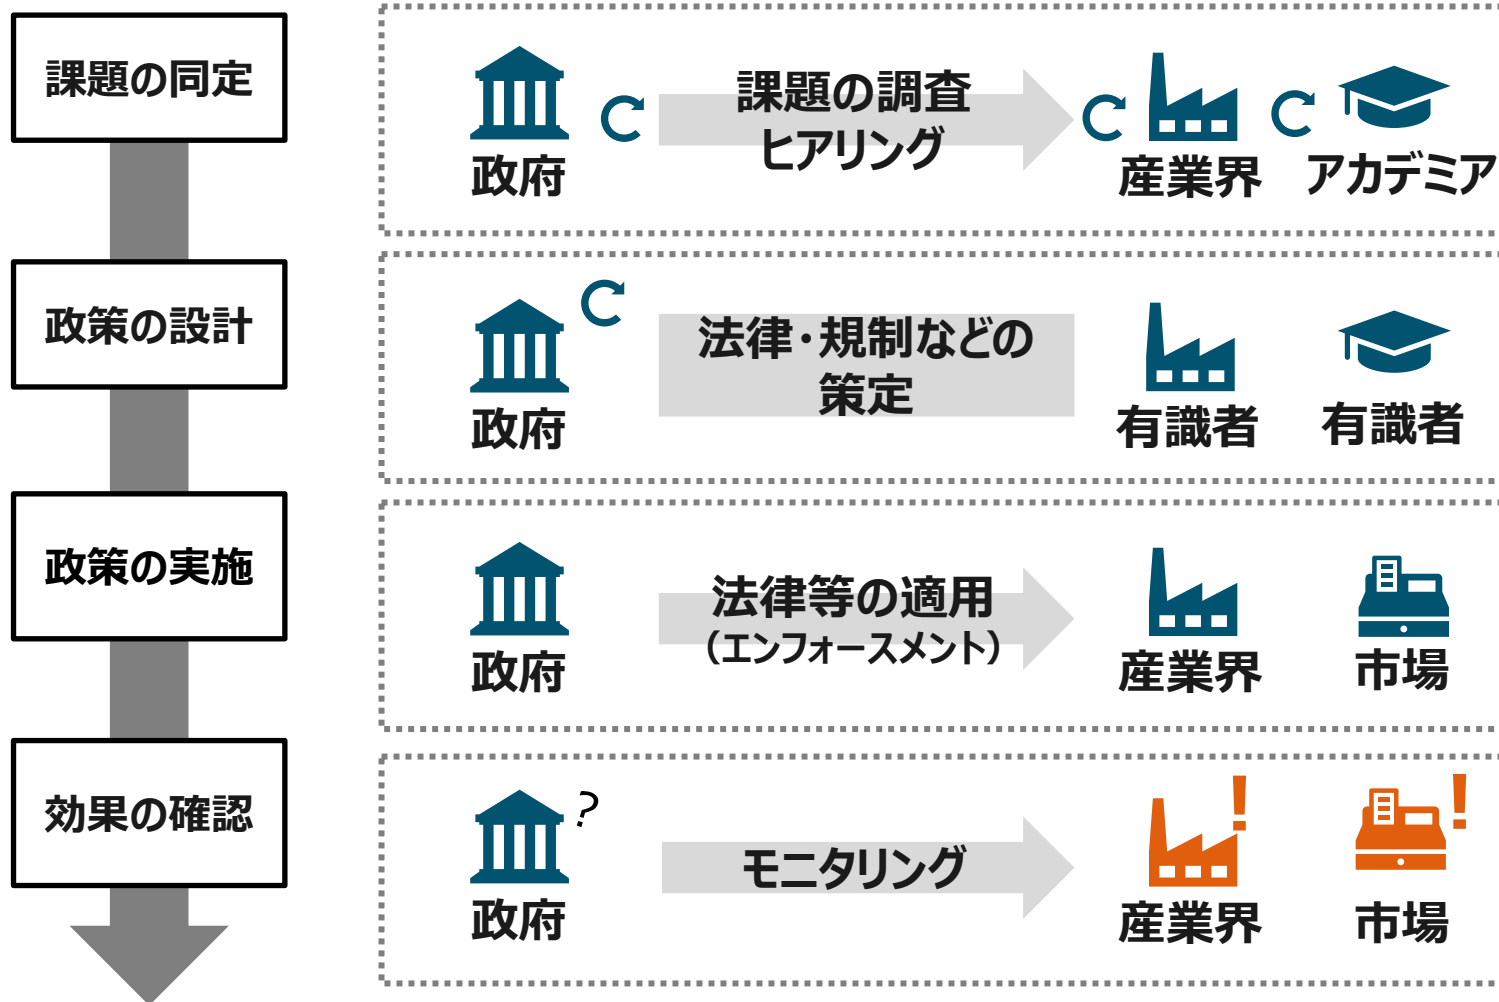 課題の同定
課題の調査
ヒアリング
政府
産業界
アカデミア
政策の設計
法律・規制などの
策定
政府
有識者
有識者
政策の実施
法律等の適用
（エンフォースメント）
政府
産業界
市場
効果の確認
?
!
!
モニタリング
政府
産業界
市場